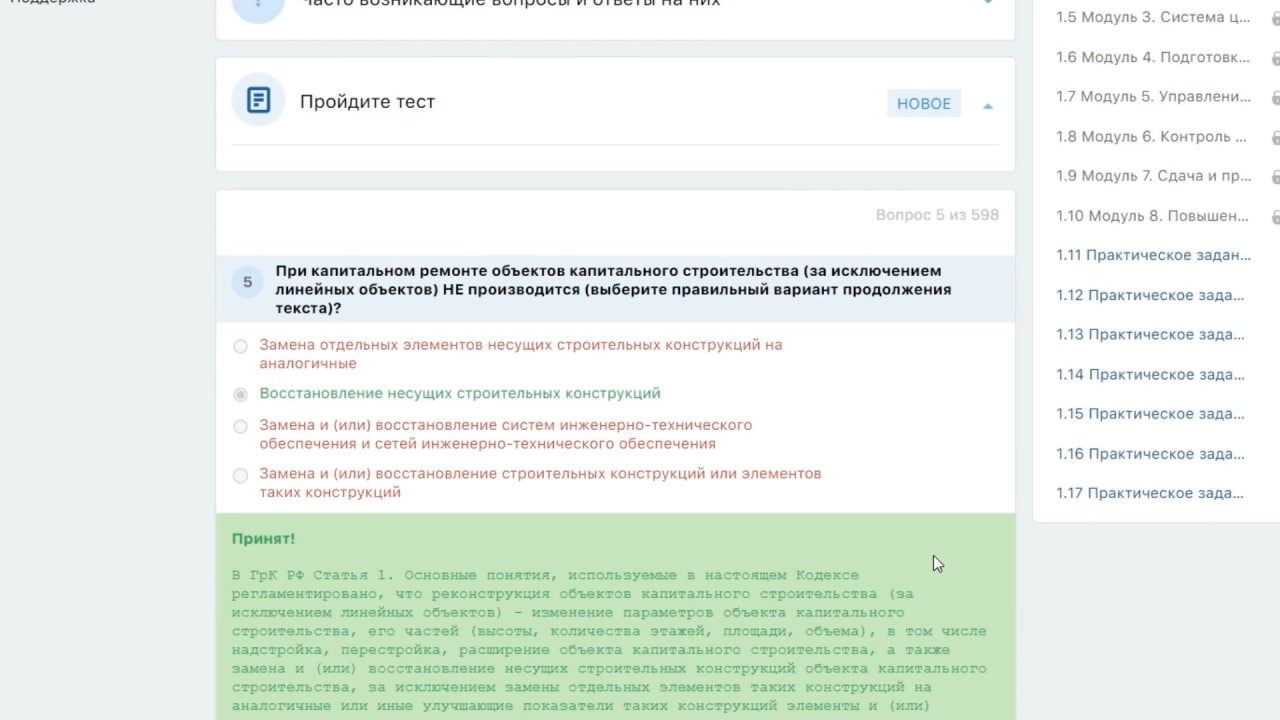 Поддержка
Часто возникающие вопросы и ответы на них
Пройдите тест
НОВОЕ
Вопрос 5 из 598
5
При капитальном ремонте объектов капитального строительства (за исключением
линейных объектов) НЕ производится (выберите правильный вариант продолжения
текста)?
Замена отдельных элементов несущих строительных конструкций на
аналогичные
Восстановление несущих строительных конструкций
Замена и (или) восстановление систем инженерно-технического
обеспечения и сетей инженерно-технического обеспечения
Замена и (или) восстановление строительных конструкций или элементов
таких конструкций
Принят!
В ГрК РФ Статья 1. Основные понятия, используемые в настоящем Кодексе
регламентировано, что реконструкция объектов капитального строительства (за
исключением линейных объектов) - изменение параметров объекта капитального
строительства, его частей (высоты, количества этажей, площади, объема), в том числе
надстройка, перестройка, расширение объекта капитального строительства, а также
замена и (или) восстановление несущих строительных конструкций объекта капитального
строительства, за исключением замены отдельных элементов таких конструкций на
аналогичные или иные улучшающие показатели таких конструкций элементы и (или)
1.5 Модуль 3. Система ц...
1.6 Модуль 4. Подготовк...
1.7 Модуль 5. Управлени...
1.8 Модуль 6. Контроль ...
1.9 Модуль 7. Сдача и пр...
1.10 Модуль 8. Повышен...
1.11 Практическое задан...
1.12 Практическое зада...
1.13 Практическое зада...
1.14 Практическое зада...
1.15 Практическое зада...
1.16 Практическое зада...
1.17 Практическое зада...